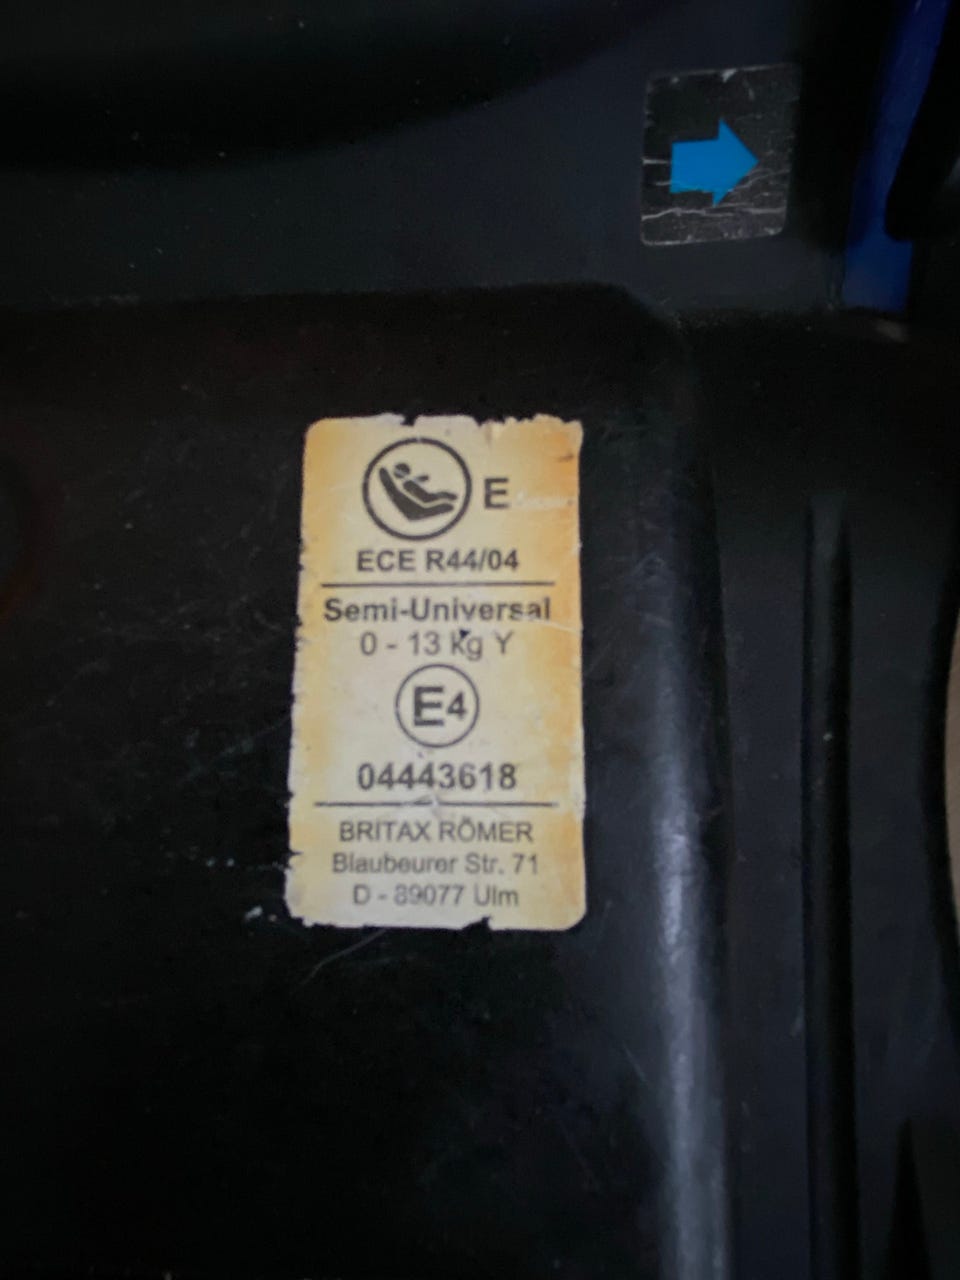 E
ECE R44/04
Semi-Universal
0 - 13 kg Y
E4
04443618
BRITAX RÖMER
Blaubeurer Str. 71
D - 89077 Ulm